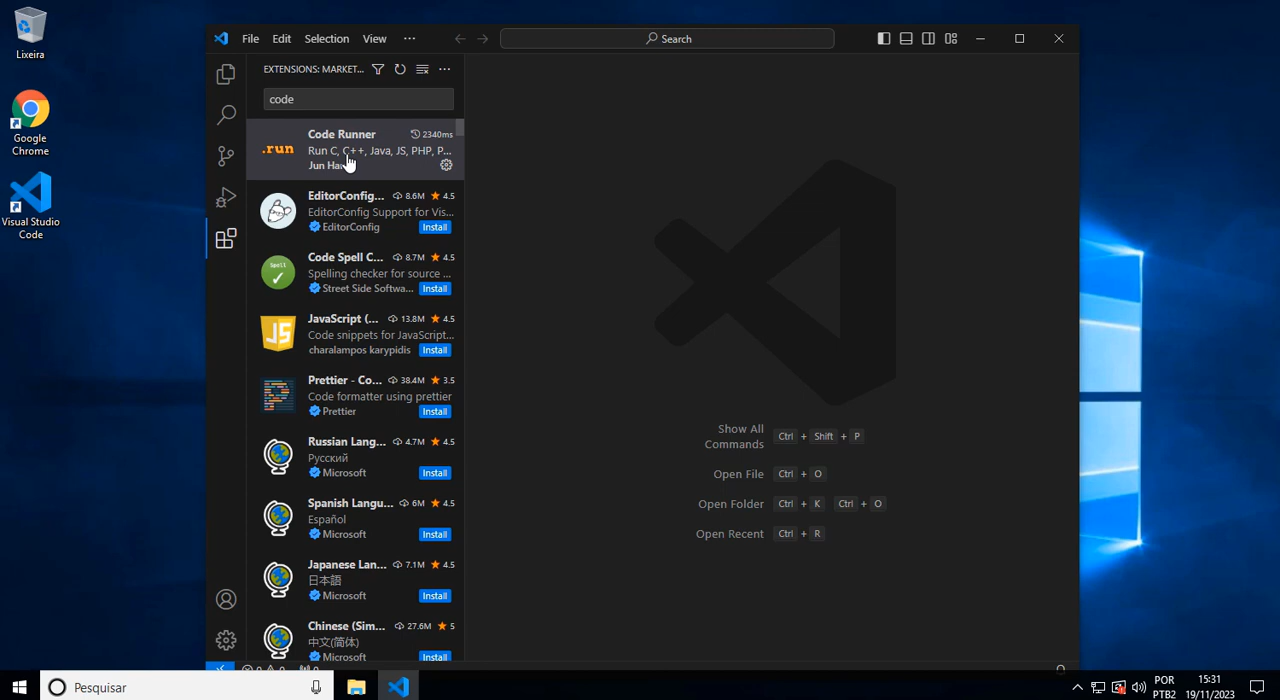 Lixeira
Google
Chrome
Visual Studio
Code
File Edit Selection View ···
Search
EXTENSIONS: MARKET...
code
Code Runner 2340ms
.run
Run C, C++, Java, JS, PHP, P...
Jun Ha
EditorConfig... 8.6M ★ 4.5
EditorConfig Support for Vis...
EditorConfig Install
Code Spell C... 8.7M ★ 4.5
Spell
Spelling checker for source ...
Street Side Softwa... Install
JavaScript (... 13.8M ★ 4.5
JS
Code snippets for JavaScript...
charalampos karypidis Install
Prettier - Co... 38.4M ★ 3.5
Code formatter using prettier
Prettier Install
Russian Lang... 4.7M ★ 4.5
Русский
Microsoft Install
Spanish Langu... 6M ★ 4.5
Español
Microsoft Install
Japanese Lan... 7.1M ★ 4.5
日本語
Microsoft Install
Chinese (Sim... 27.6M ★ 5
中文(简体)
Microsoft Install
Show All
Commands Ctrl + Shift + P
Open File Ctrl + O
Open Folder Ctrl + K Ctrl + O
Open Recent Ctrl + R
Pesquisar
POR
PTB2
15:31
19/11/2023